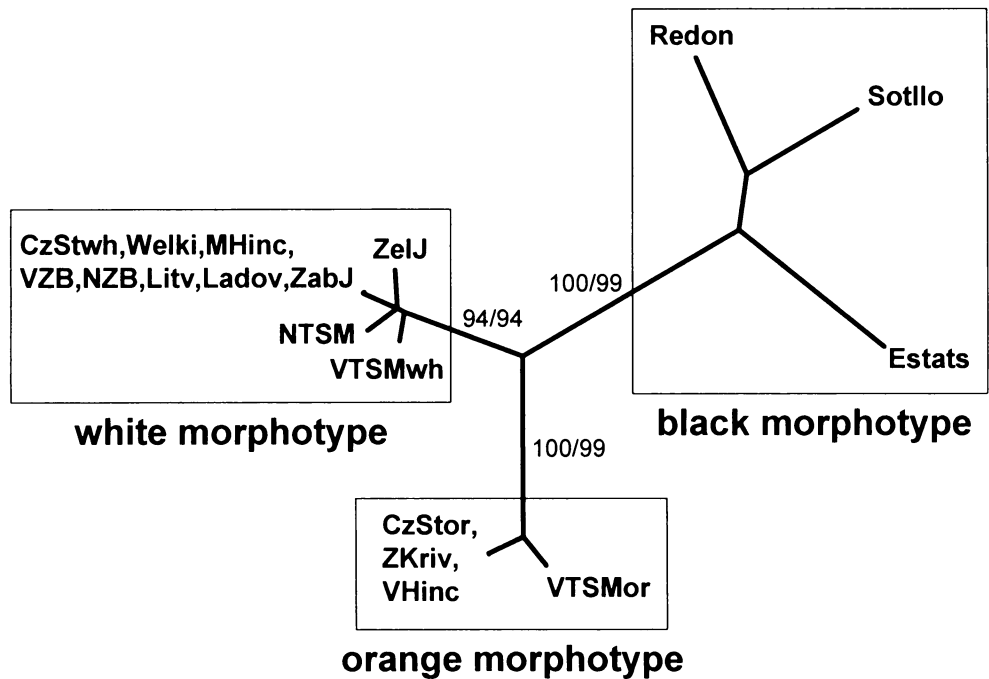 Redon
Sotllo
Estats
100/99
black morphotype
CzStwh,Welki,MHinc,
VZB,NZB,Litv,Ladov,ZabJ
ZelJ
NTSM
VTSMwh
94/94
white morphotype
100/99
CzStor,
ZKriv,
VHinc
VTSMor
orange morphotype